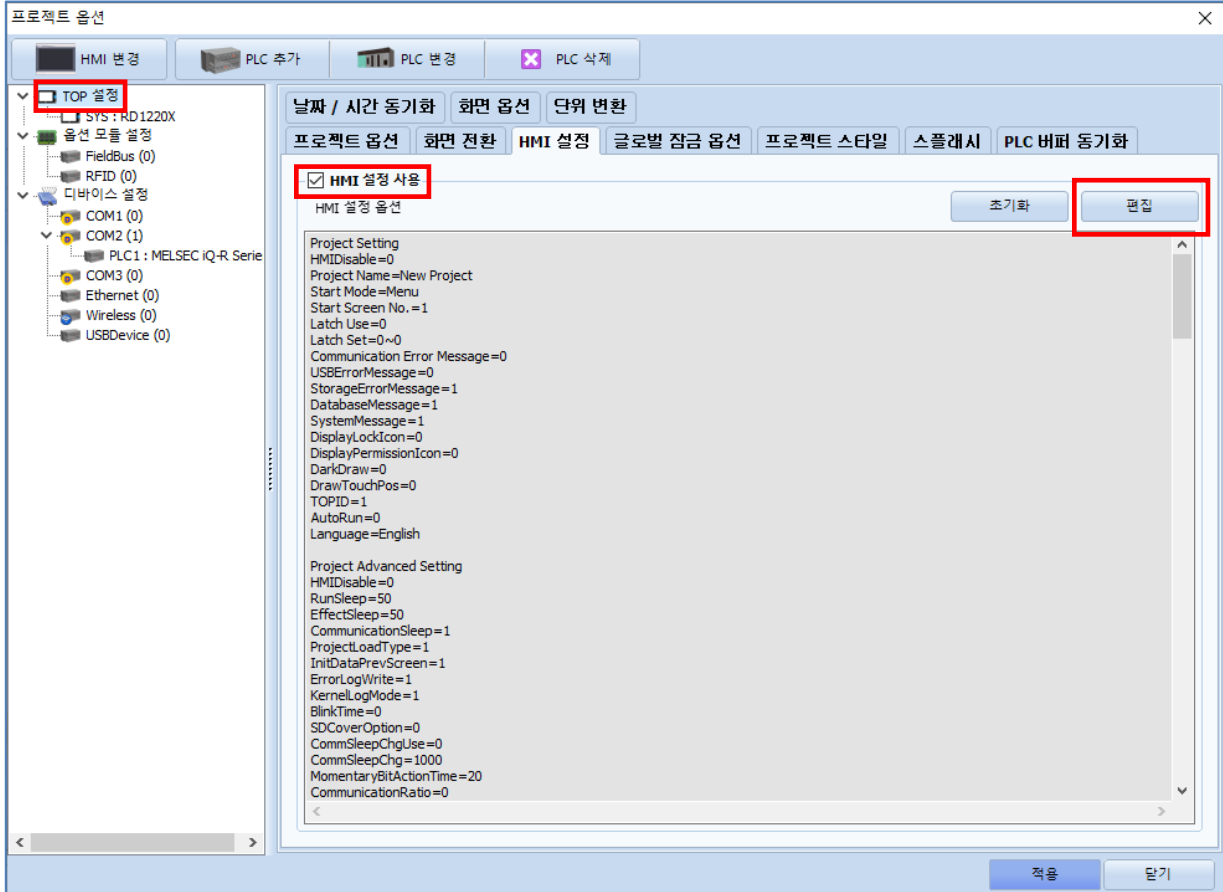 프로젝트 옵션
HMI 변경
PLC 추가
PLC 변경
PLC 삭제
TOP 설정
SYS : RD1220X
옵션 모듈 설정
FieldBus (0)
RFID (0)
디바이스 설정
COM1 (0)
COM2 (1)
PLC1 : MELSEC iQ-R Serie
COM3 (0)
Ethernet (0)
Wireless (0)
USBDevice (0)
날짜 / 시간 동기화
화면 옵션
단위 변환
프로젝트 옵션
화면 전환
HMI 설정
글로벌 잠금 옵션
프로젝트 스타일
스플래시
PLC 버퍼 동기화
HMI 설정 사용
HMI 설정 옵션
초기화
편집
Project Setting
HMIDisable=0
Project Name=New Project
Start Mode=Menu
Start Screen No.=1
Latch Use=0
Latch Set=0~0
Communication Error Message=0
USBErrorMessage=0
StorageErrorMessage=1
DatabaseMessage=1
SystemMessage=1
DisplayLockIcon=0
DisplayPermissionIcon=0
DarkDraw=0
DrawTouchPos=0
TOPID=1
AutoRun=0
Language=English
Project Advanced Setting
HMIDisable=0
RunSleep=50
EffectSleep=50
CommunicationSleep=1
ProjectLoadType=1
InitDataPrevScreen=1
ErrorLogWrite=1
KernelLogMode=1
BlinkTime=0
SDCoverOption=0
CommSleepChgUse=0
CommSleepChg=1000
MomentaryBitActionTime=20
CommunicationRatio=0
적용
닫기